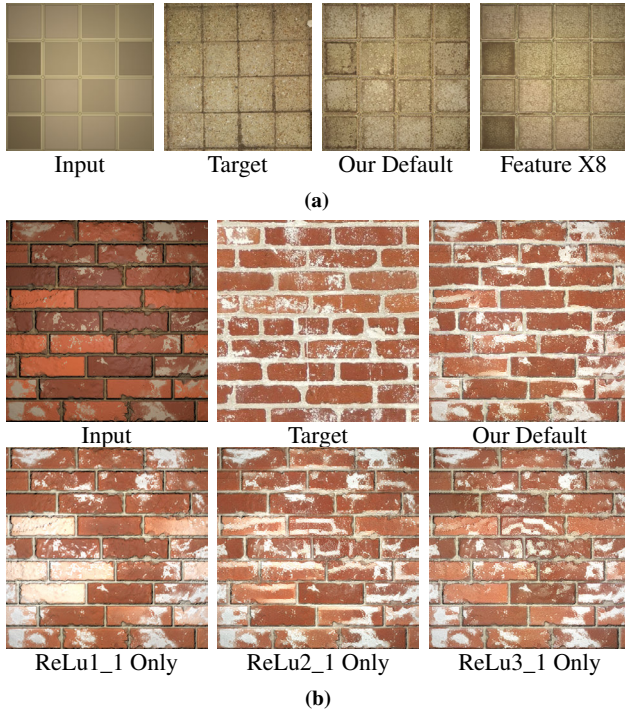 Input Target Our Default Feature X8
(a)
Input Target Our Default
ReLu1_1 Only ReLu2_1 Only ReLu3_1 Only
(b)